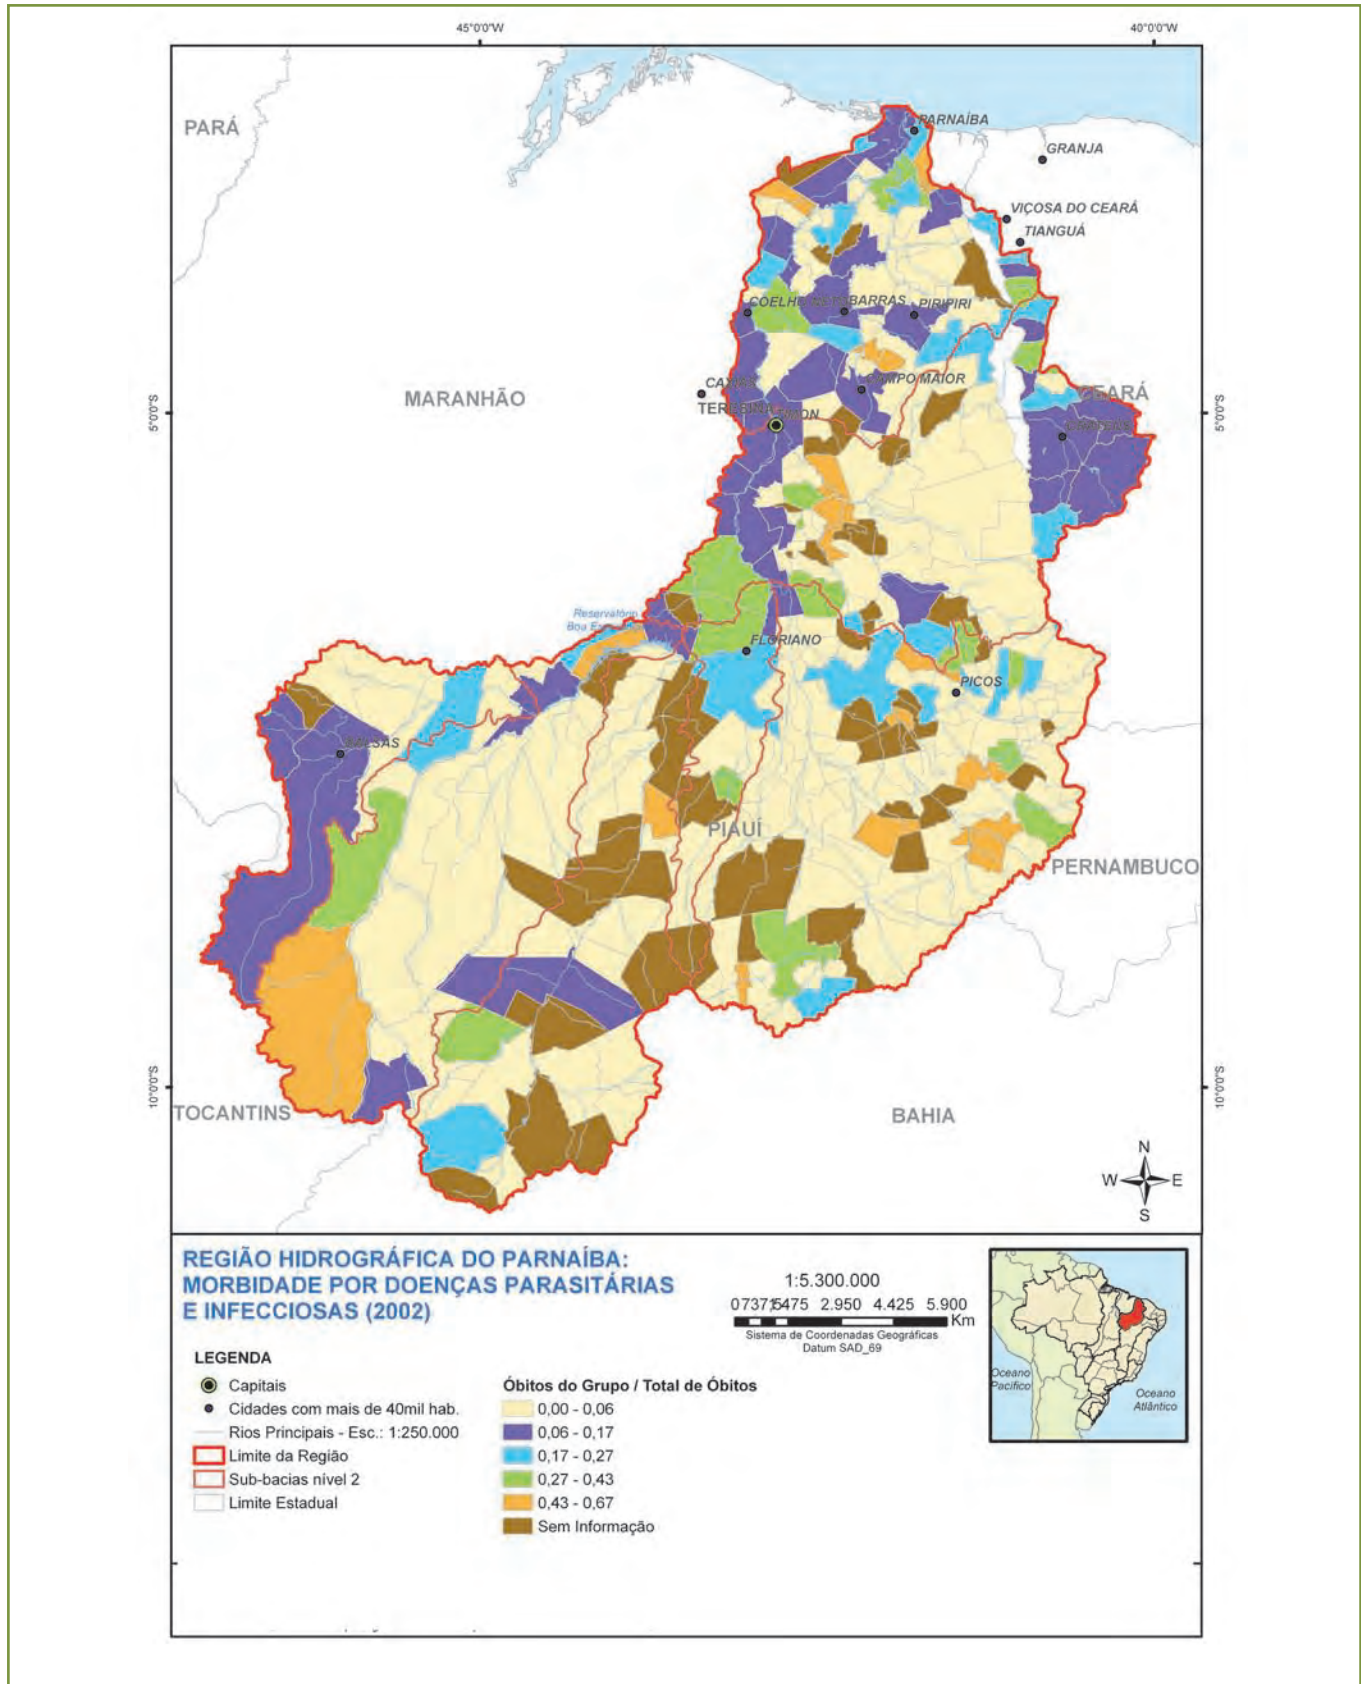 45°0'0"W
40°0'0"W
PARÁ
PARNAÍBA
GRANJA
VIÇOSA DO CEARÁ
TIANGUÁ
BARRAS
PIRIPIRI
MARANHÃO
CAMPO MAIOR
CEARÁ
5°0'0"S
5°0'0"S
Reservatório
Boa
FLORIANO
PICOS
BALSAS
PIAUÍ
PERNAMBUCO
10°0'0"S
10°0'0"S
TOCANTINS
BAHIA
N
W E
S
REGIÃO HIDROGRÁFICA DO PARNAÍBA:
MORBIDADE POR DOENÇAS PARASITÁRIAS
E INFECCIOSAS (2002)
1:5.300.000
2.950 4.425 5.900
Km
Sistema de Coordenadas Geográficas
Datum SAD_69
LEGENDA
Capitais
Cidades com mais de 40mil hab.
Rios Principais - Esc.: 1:250.000
Limite da Região
Sub-bacias nível 2
Limite Estadual
Óbitos do Grupo / Total de Óbitos
0,00 - 0,06
0,06 - 0,17
0,17 - 0,27
0,27 - 0,43
0,43 - 0,67
Sem Informação
Oceano
Pacífico
Oceano
Atlântico